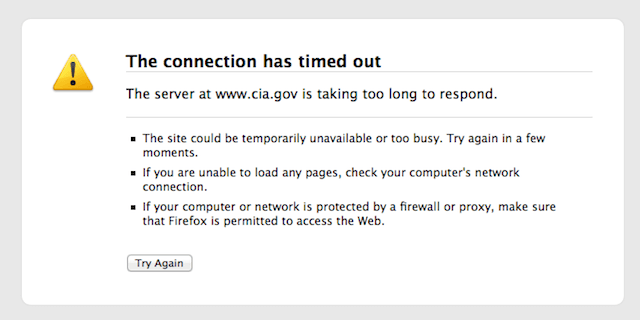 The connection has timed out
The server at www.cia.gov is taking too long to respond.
The site could be temporarily unavailable or too busy. Try again in a few
moments.
If you are unable to load any pages, check your computer's network
connection.
If your computer or network is protected by a firewall or proxy, make sure
that Firefox is permitted to access the Web.
Try Again